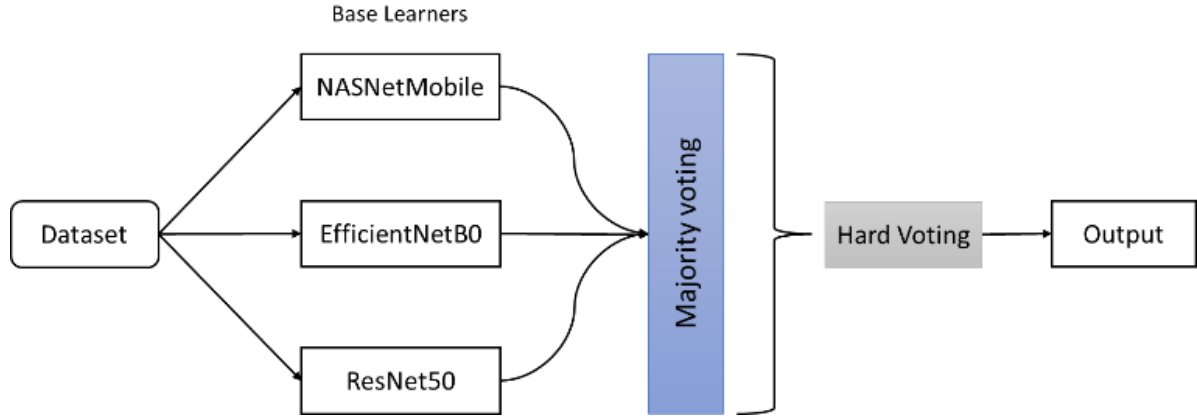 Base Learners
NASNetMobile
Dataset
EfficientNetB0
ResNet50
Majority voting
Hard Voting
Output